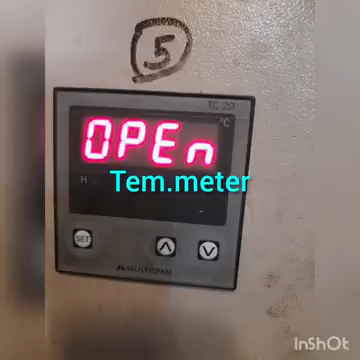 5
TC 20
OPEn
°C
H
Tem.meter
SET
MULTISPAN
InShOt